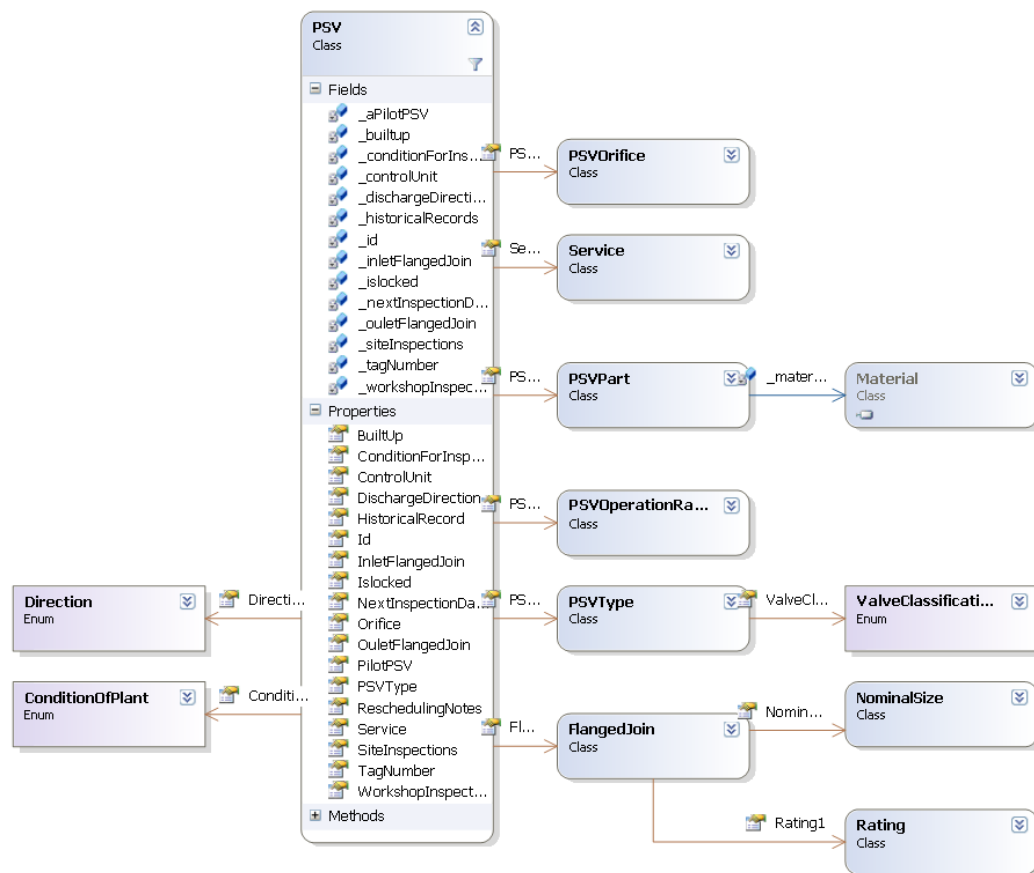 PSV
Class
Fields
_aPilotPSV
_builtup
_conditionForIns...
_controlUnit
_dischargeDirecti...
_historicalRecords
_id
_inletFlangedJoin
_islocked
_nextInspectionD...
_ouletFlangedJoin
_siteInspections
_tagNumber
_workshopInspec...
Properties
BuiltUp
ConditionForInsp...
ControlUnit
DischargeDirection
HistoricalRecord
Id
InletFlangedJoin
Islocked
NextInspectionDa...
Orifice
OuletFlangedJoin
PilotPSV
PSVType
ReschedulingNotes
Service
SiteInspections
TagNumber
WorkshopInspect...
Methods
Directi...
Direction
Enum
Conditi...
ConditionOfPlant
Enum
PS...
PSVOrifice
Class
Se...
Service
Class
PS...
PSVPart
Class
_mater...
Material
Class
PS...
PSVOperationRa...
Class
PS...
PSVType
Class
ValveCl...
ValveClassificati...
Enum
Fl...
FlangedJoin
Class
Nomin...
NominalSize
Class
Rating1
Rating
Class